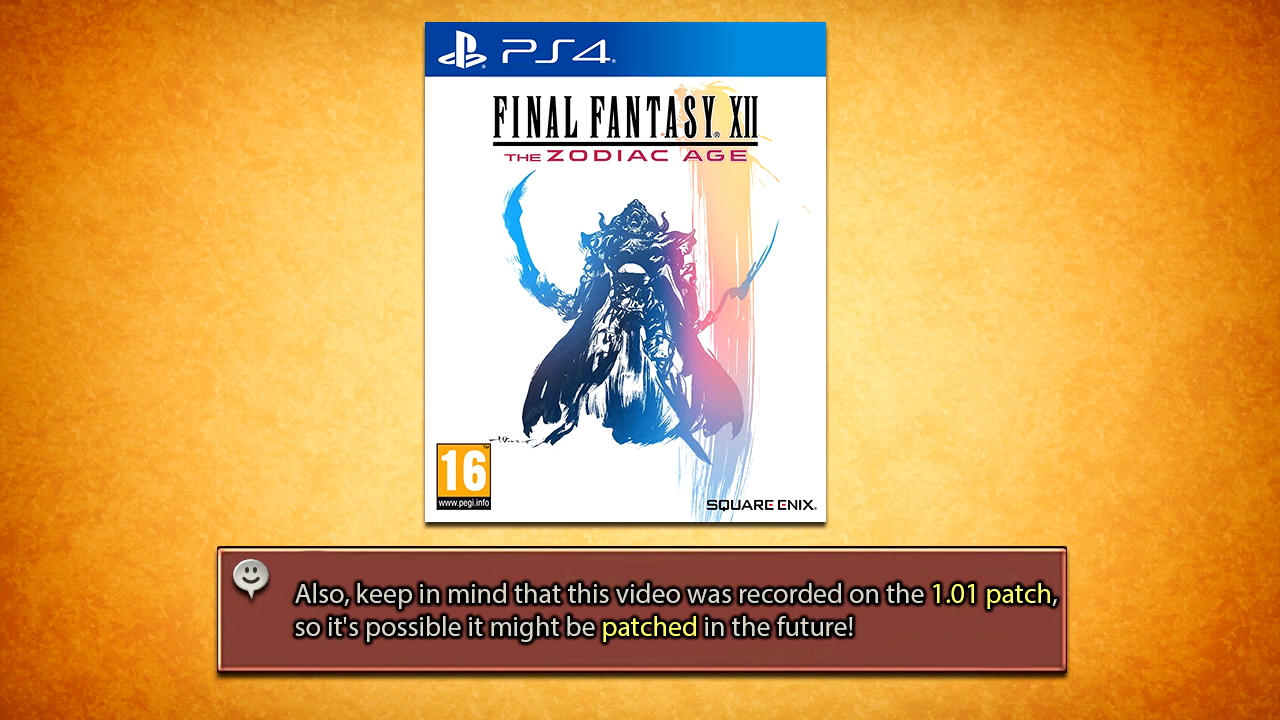 PS4
FINAL FANTASY XII
THE ZODIAC AGE
16
www.pegi.info
SQUARE ENIX
Also, keep in mind that this video was recorded on the 1.01 patch,
so it's possible it might be patched in the future!